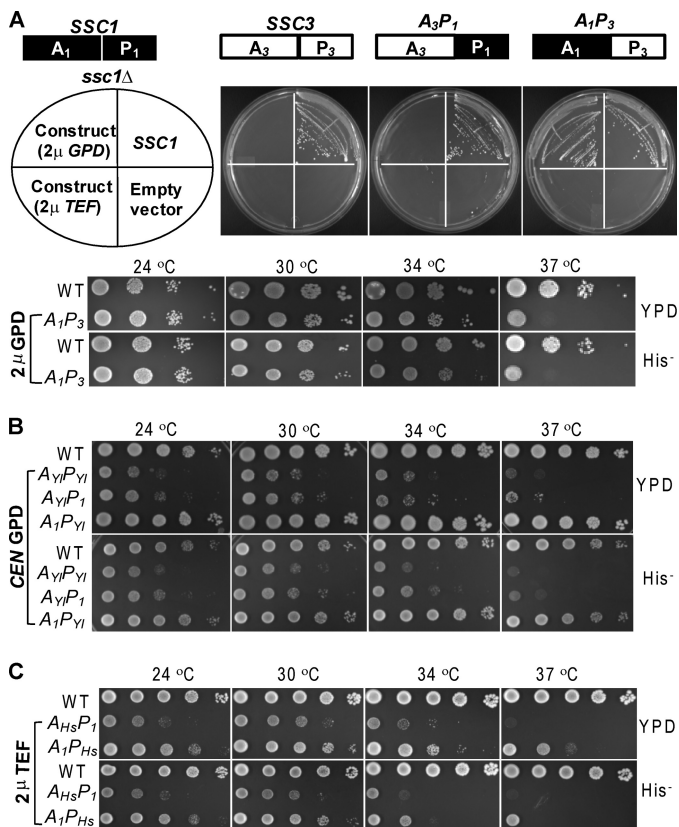 A
SSC1
A1 P1
SSC3
A3 P3
A3P1
A3 P1
A1P3
A1 P3
ssc1Δ
Construct (2μ GPD)
SSC1
Construct (2μ TEF)
Empty vector
24 °C 30 °C 34 °C 37 °C
2μ GPD
WT
A1P3
YPD
WT
A1P3
His-
B
24 °C 30 °C 34 °C 37 °C
CEN GPD
WT
AYlPYl
AYlP1
A1PYl
YPD
WT
AYlPYl
AYlP1
A1PYl
His-
C
24 °C 30 °C 34 °C 37 °C
2μ TEF
WT
AHsP1
A1PHs
YPD
WT
AHsP1
A1PHs
His-